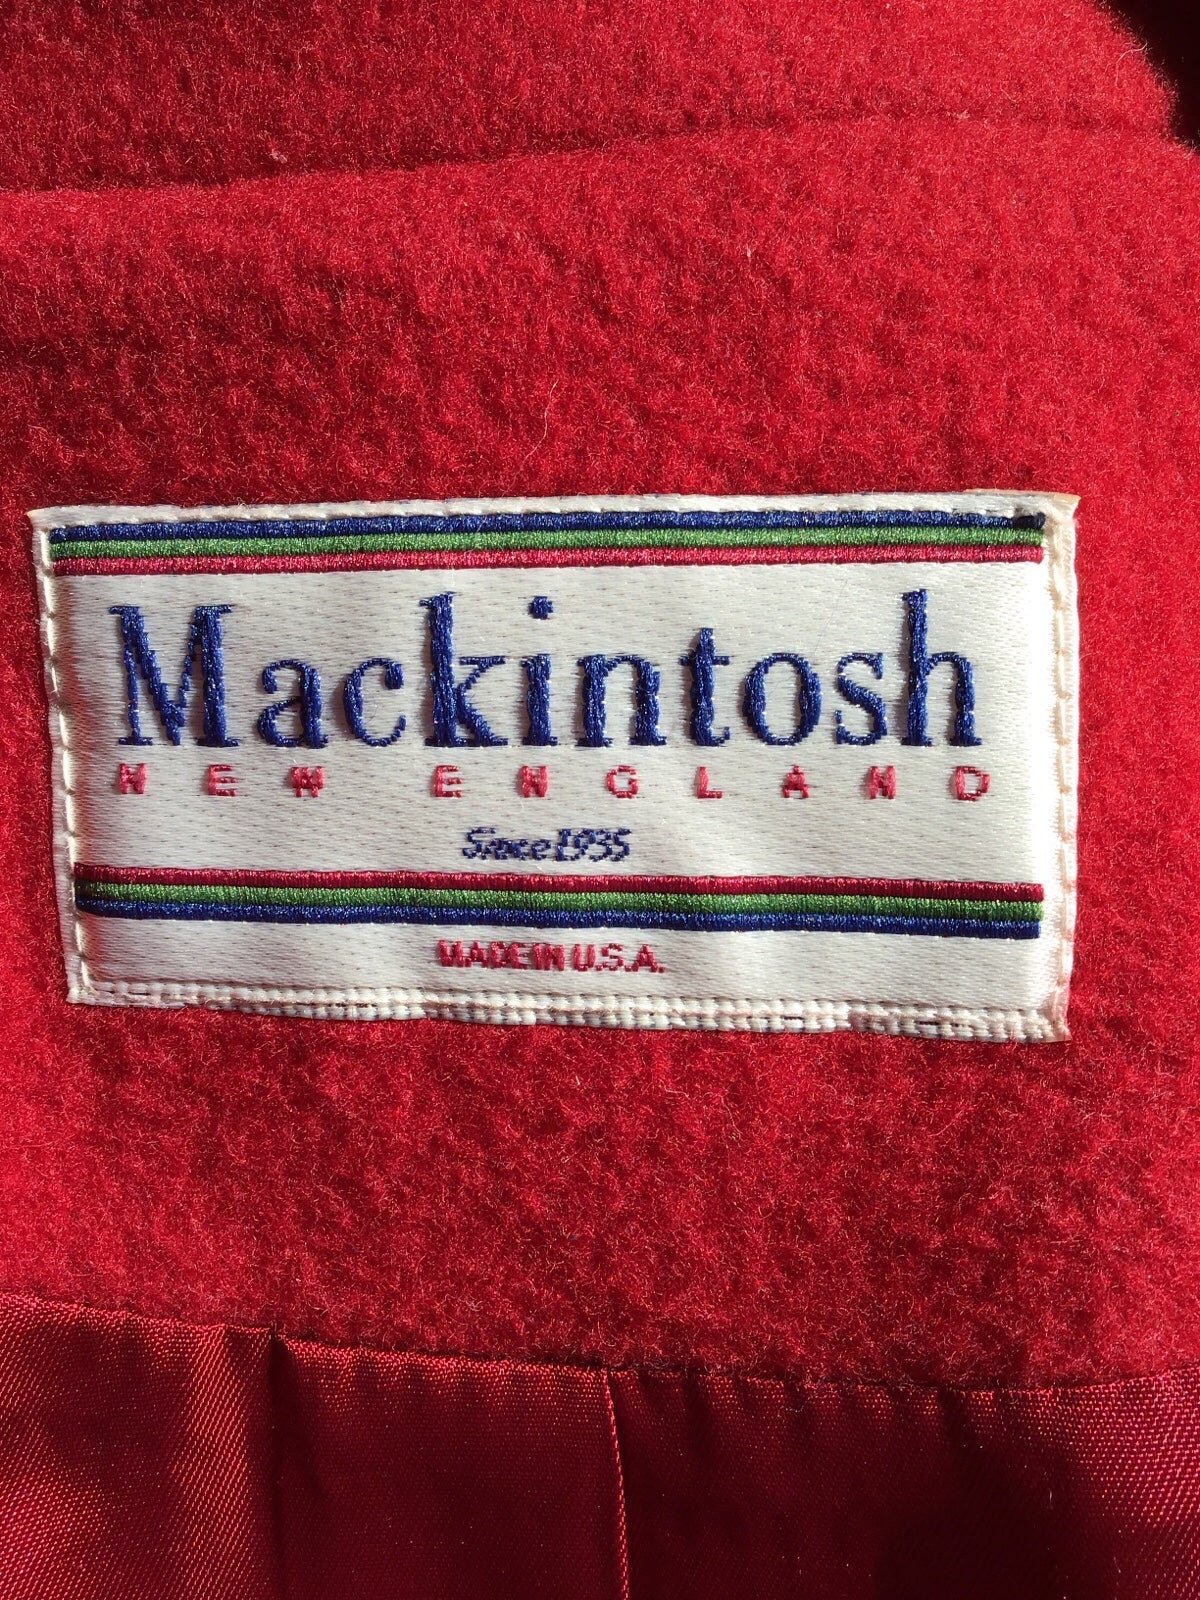 Mackintosh
NEW ENGLAND
Since 1935
MADE IN U.S.A.